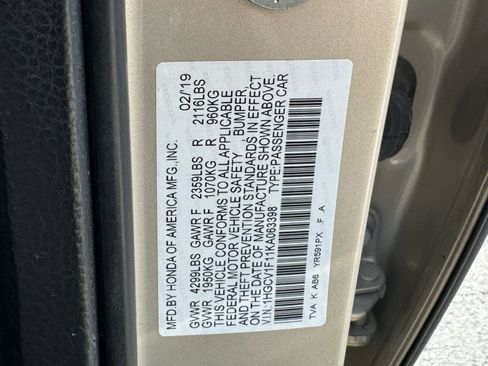 MFD.BY HONDA OF AMERICA MFG.,INC. 02/19
GVWR 4299LBS GAWR F 2359LBS R 2116LBS
GVWR 1950KG GAWR F 1070KG R 960KG
THIS VEHICLE CONFORMS TO ALL APPLICABLE
FEDERAL MOTOR VEHICLE SAFETY BUMPER,
AND THEFT PREVENTION STANDARDS IN EFFECT
ON THE DATE OF MANUFACTURE SHOWN ABOVE.
V.I.N.:1HGCV1F11KA063398 TYPE:PASSENGER CAR
TVA K AB6 YR591PX F A